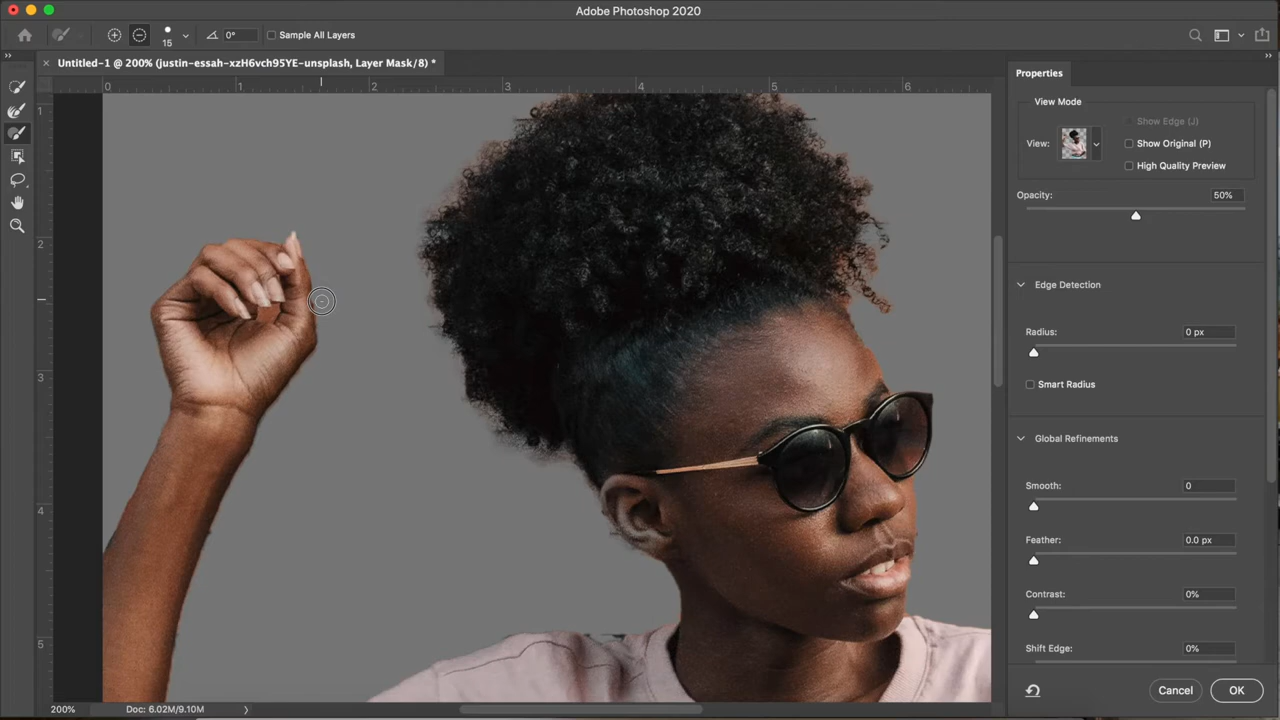 Adobe Photoshop 2020
15
0°
Sample All Layers
Untitled-1 @ 200% (justin-essah-xzH6vch95YE-unsplash, Layer Mask/8) *
0 1 2 3 4 5 6
1
2
3
4
5
Properties
View Mode
Show Edge (J)
View:
Show Original (P)
High Quality Preview
Opacity: 50%
Edge Detection
Radius: 0 px
Smart Radius
Global Refinements
Smooth: 0
Feather: 0.0 px
Contrast: 0%
Shift Edge: 0%
Cancel OK
200% Doc: 6.02M/9.10M